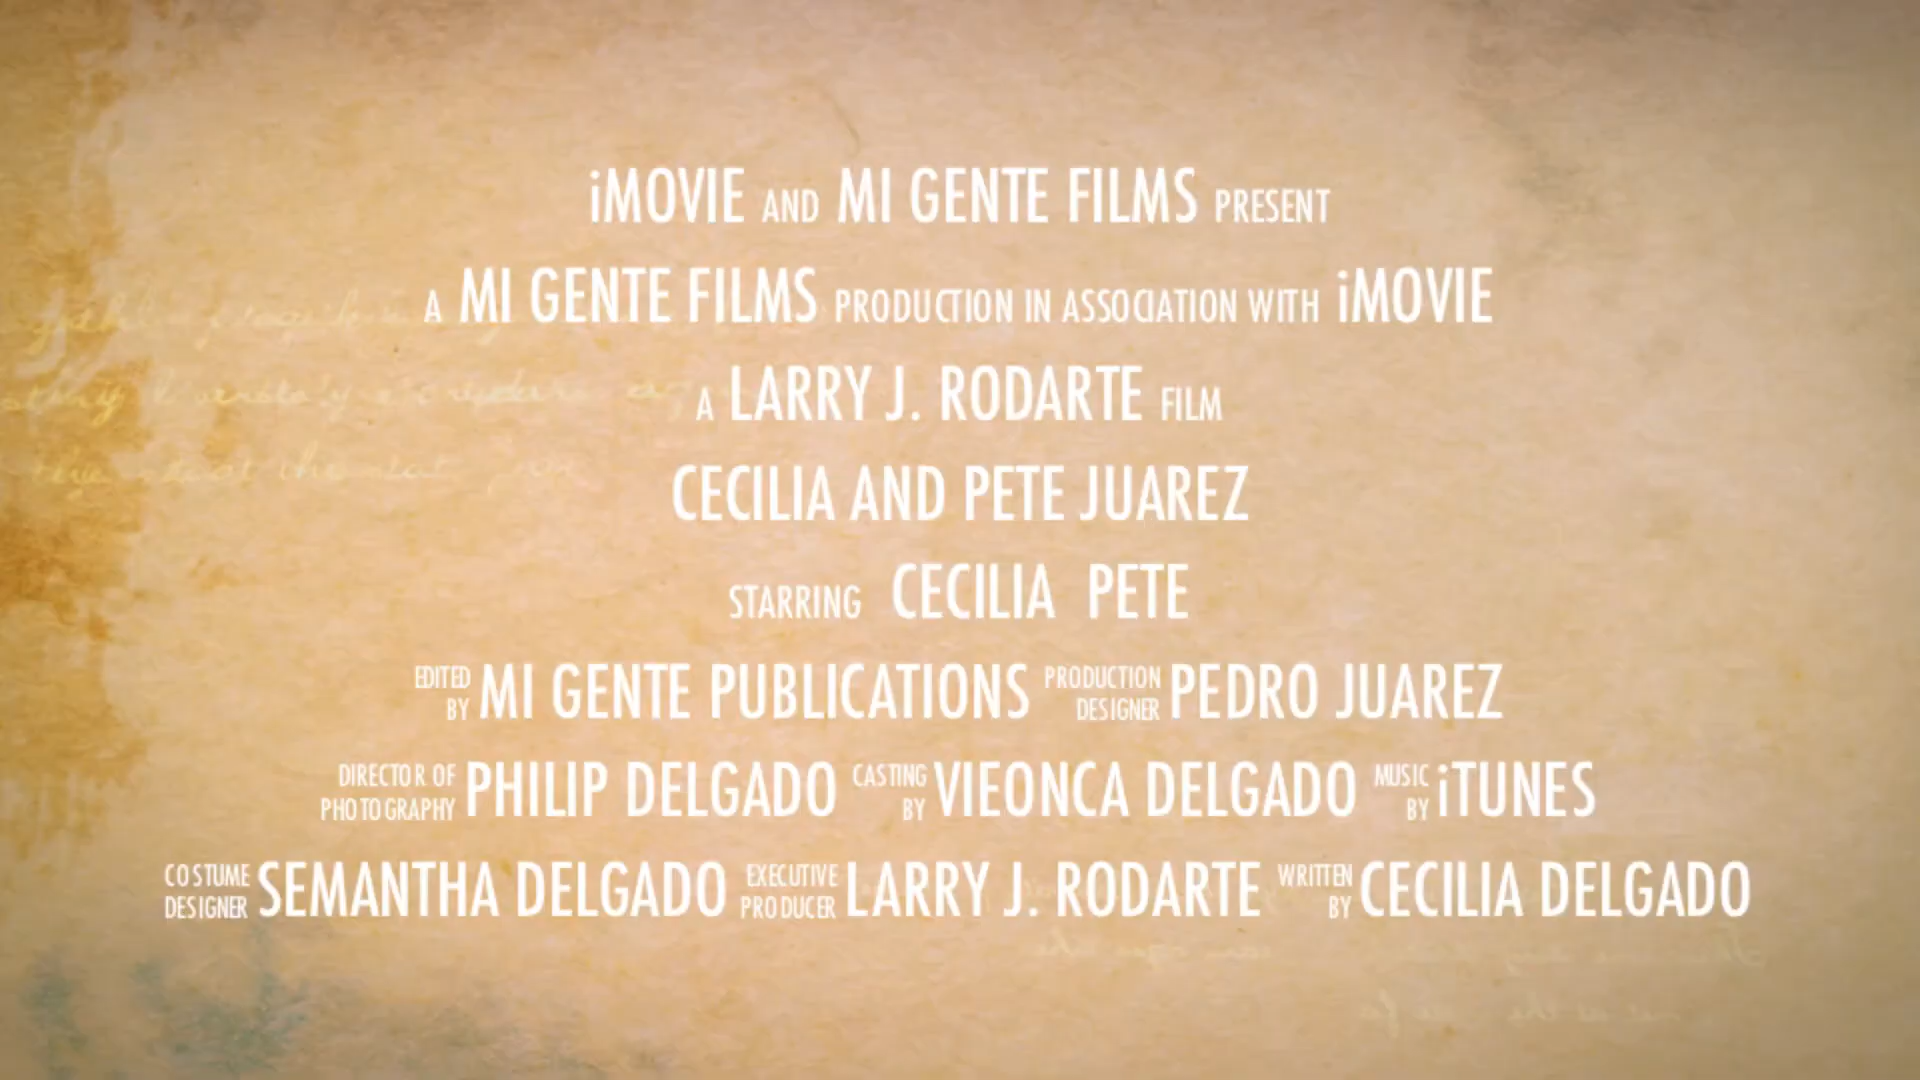 iMOVIE AND MI GENTE FILMS PRESENT
A MI GENTE FILMS PRODUCTION IN ASSOCIATION WITH iMOVIE
A LARRY J. RODARTE FILM
CECILIA AND PETE JUAREZ
STARRING CECILIA PETE
EDITED BY MI GENTE PUBLICATIONS PRODUCTION DESIGNER PEDRO JUAREZ
DIRECTOR OF PHOTOGRAPHY PHILIP DELGADO CASTING BY VIEONCA DELGADO MUSIC BY iTUNES
COSTUME DESIGNER SEMANTHA DELGADO EXECUTIVE PRODUCER LARRY J. RODARTE WRITTEN BY CECILIA DELGADO